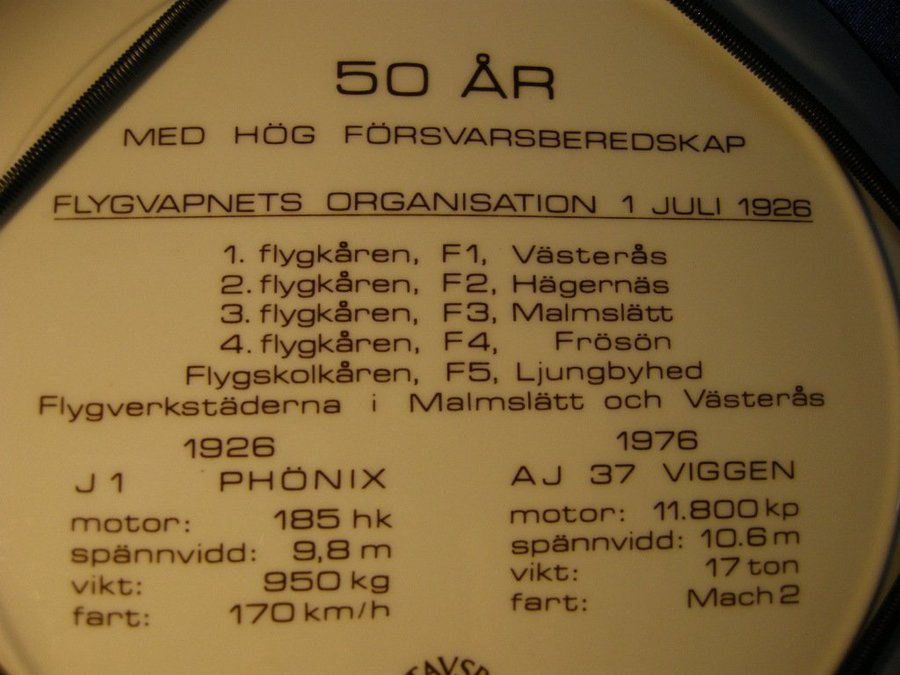 50 ÅR
MED HÖG FÖRSVARSBEREDSKAP
FLYGVAPNETS ORGANISATION 1 JULI 1926
1. flygkåren, F1, Västerås
2. flygkåren, F2, Hägernäs
3. flygkåren, F3, Malmslätt
4. flygkåren, F4, Frösön
Flygskolkåren, F5, Ljungbyhed
Flygverkstäderna i Malmslätt och Västerås
1926
J 1 PHÖNIX
motor: 185 hk
spännvidd: 9,8 m
vikt: 950 kg
fart: 170 km/h
1976
AJ 37 VIGGEN
motor: 11.800 kp
spännvidd: 10.6 m
vikt: 17 ton
fart: Mach 2